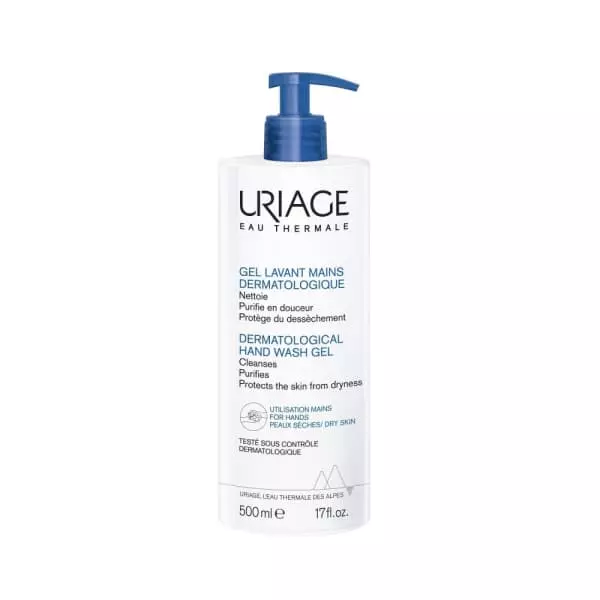 URIAGE
EAU THERMALE
GEL LAVANT MAINS
DERMATOLOGIQUE
Nettoie
Purifie en douceur
Protège du dessèchement
DERMATOLOGICAL
HAND WASH GEL
Cleanses
Purifies
Protects the skin from dryness
UTILISATION MAINS
FOR HANDS
PEAUX SÈCHES/ DRY SKIN
TESTÉ SOUS CONTRÔLE
DERMATOLOGIQUE
URIAGE, L'EAU THERMALE DES ALPES
500 ml e 17fl.oz.